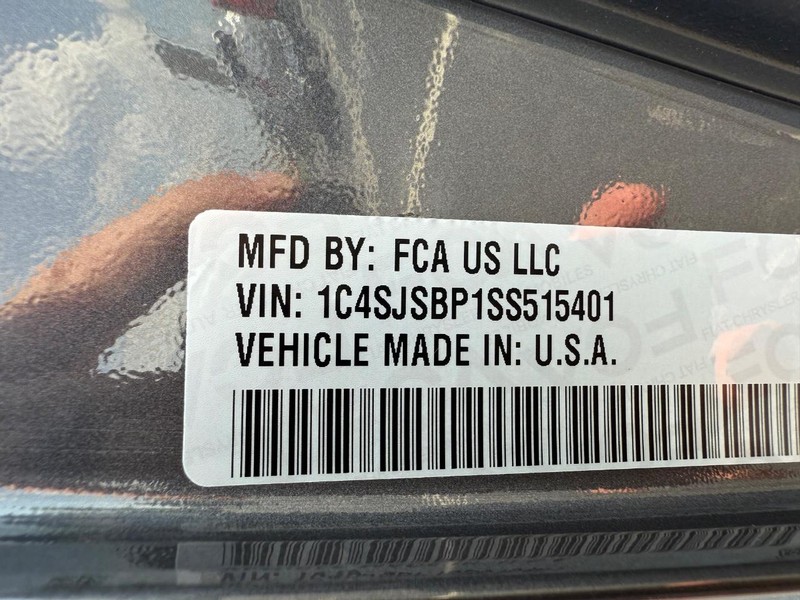 MFD BY: FCA US LLC
VIN: 1C4SJSBP1SS515401
VEHICLE MADE IN: U.S.A.